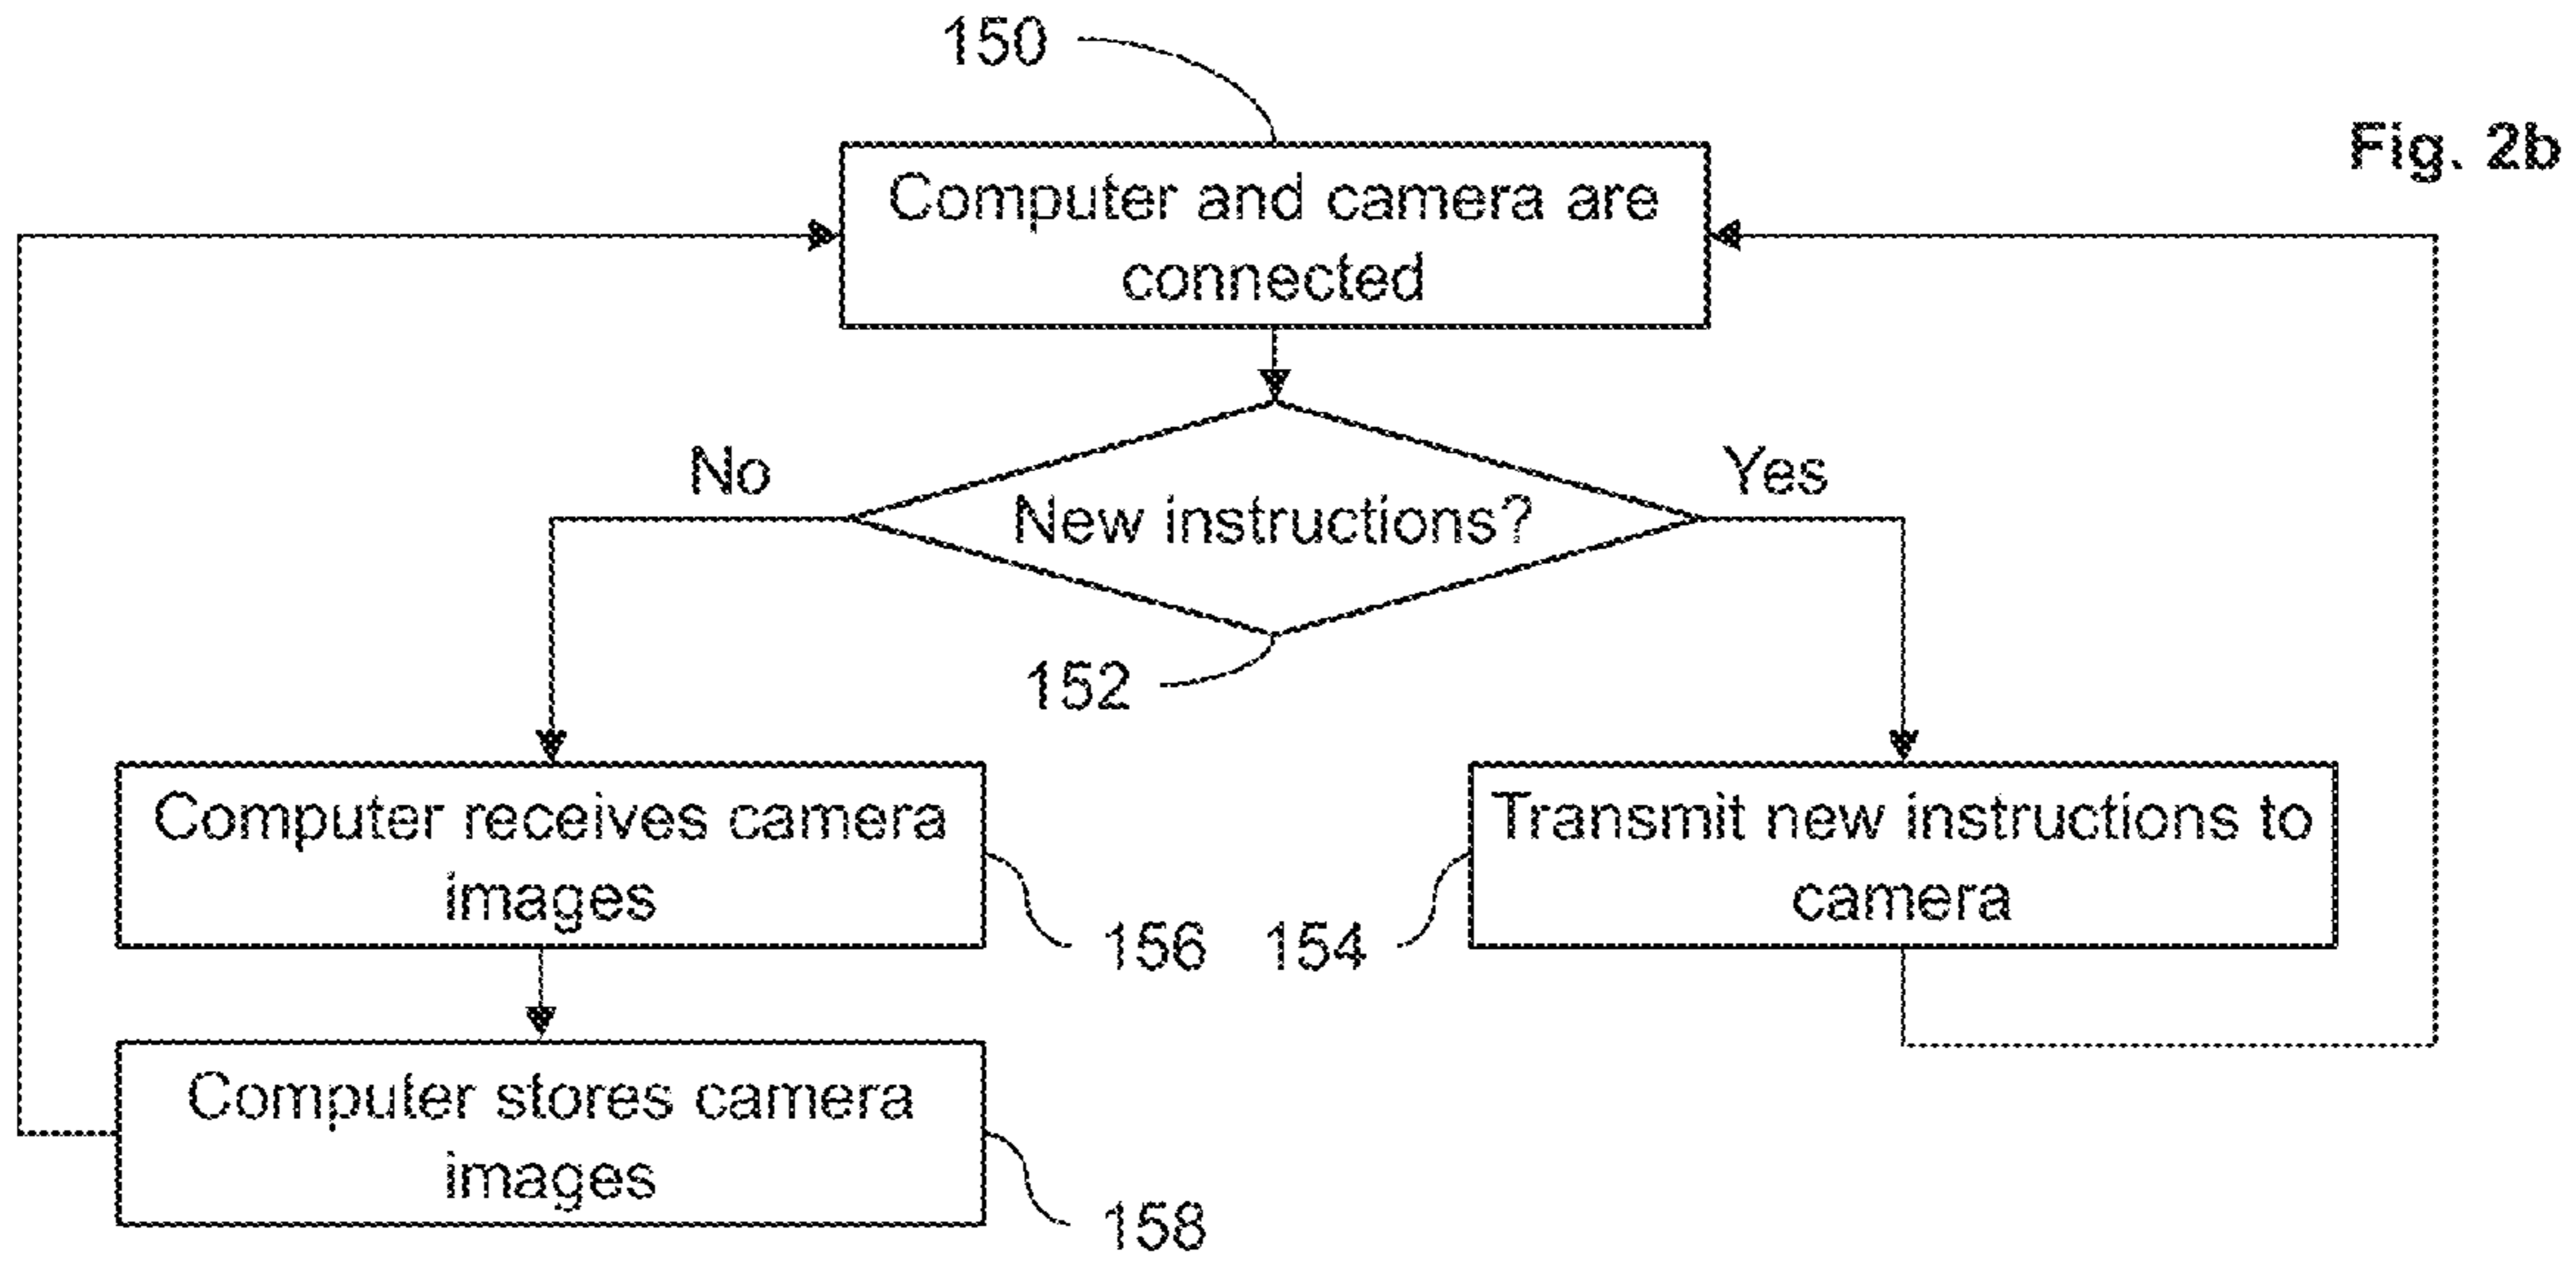 150
Fig. 2b
Computer and camera are
connected
No
Yes
New instructions?
152
Computer receives camera
images
Transmit new instructions to
camera
156
154
Computer stores camera
images
158